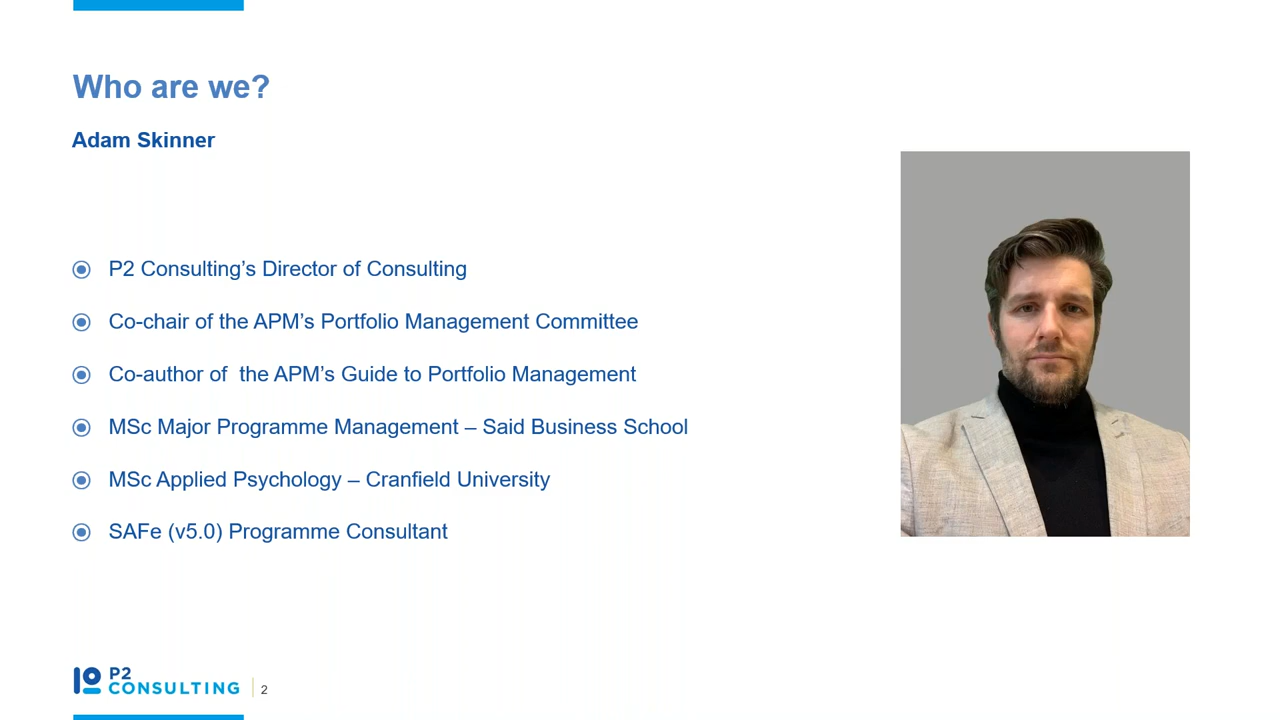 Who are we?
Adam Skinner
P2 Consulting’s Director of Consulting
Co-chair of the APM’s Portfolio Management Committee
Co-author of  the APM’s Guide to Portfolio Management
MSc Major Programme Management – Said Business School
MSc Applied Psychology – Cranfield University
SAFe (v5.0) Programme Consultant
P2
CONSULTING
2